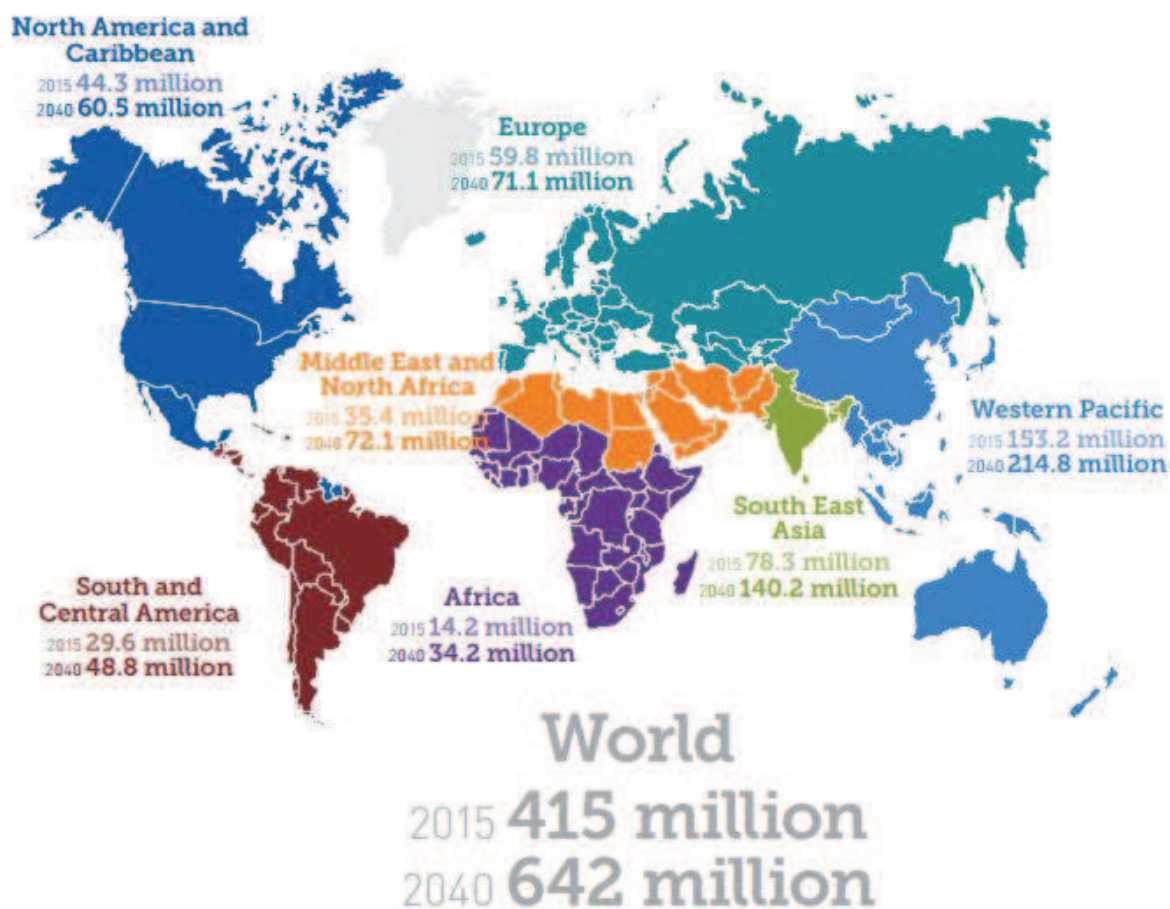 North America and
Caribbean
2015 44.3 million
2040 60.5 million
Europe
2015 59.8 million
2040 71.1 million
Middle East and
North Africa
2015 35.4 million
2040 72.1 million
Western Pacific
2015 153.2 million
2040 214.8 million
South East
Asia
2015 78.3 million
2040 140.2 million
South and
Central America
2015 29.6 million
2040 48.8 million
Africa
2015 14.2 million
2040 34.2 million
World
2015 415 million
2040 642 million